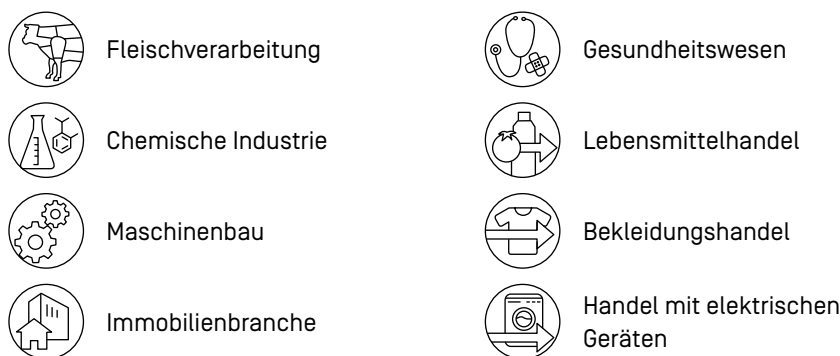 Fleischverarbeitung
Chemische Industrie
Maschinenbau
Immobilienbranche
Gesundheitswesen
Lebensmittelhandel
Bekleidungshandel
Handel mit elektrischen
Geräten